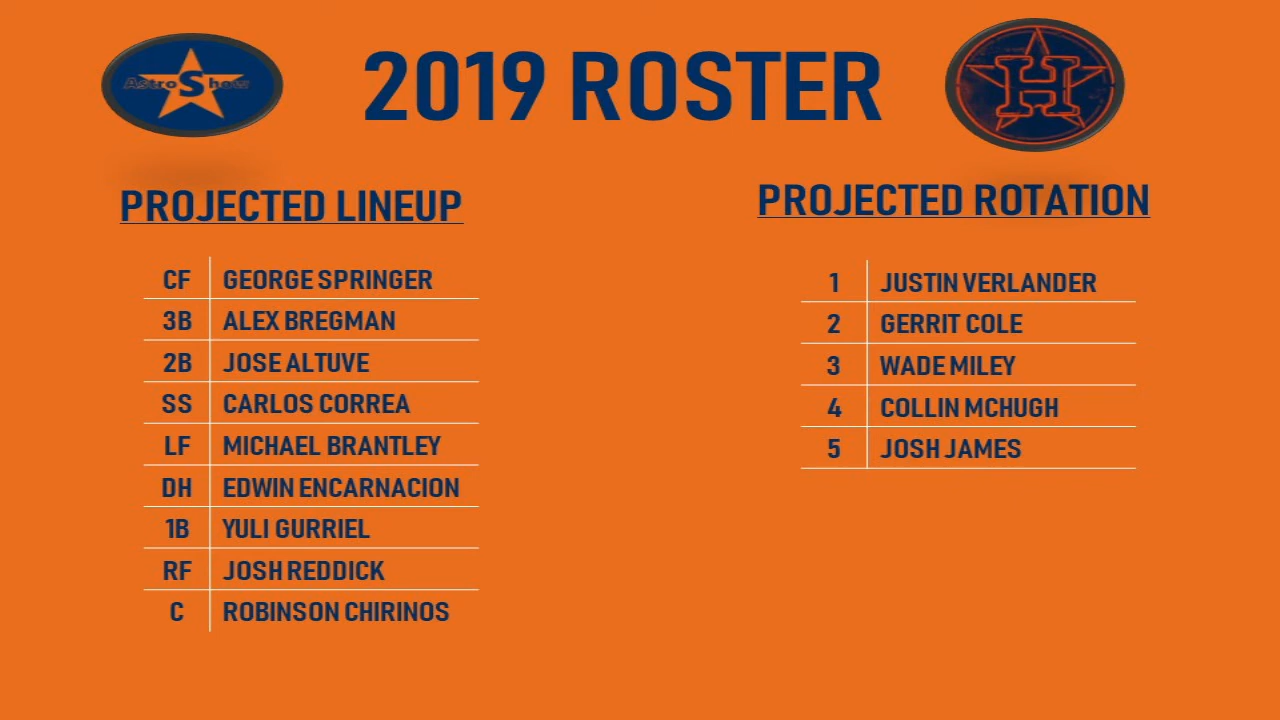 AstroShow
2019 ROSTER
H
PROJECTED LINEUP
CF GEORGE SPRINGER
3B ALEX BREGMAN
2B JOSE ALTUVE
SS CARLOS CORREA
LF MICHAEL BRANTLEY
DH EDWIN ENCARNACION
1B YULI GURRIEL
RF JOSH REDDICK
C ROBINSON CHIRINOS
PROJECTED ROTATION
1 JUSTIN VERLANDER
2 GERRIT COLE
3 WADE MILEY
4 COLLIN MCHUGH
5 JOSH JAMES